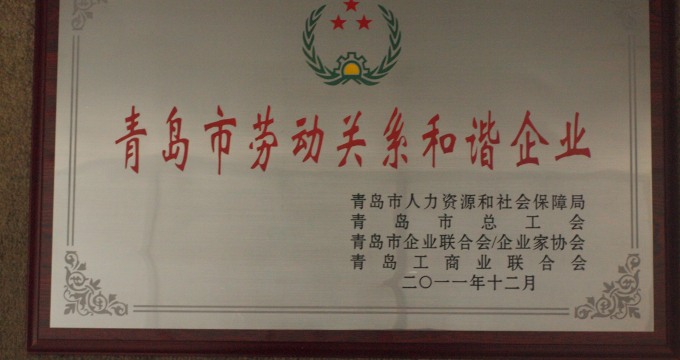 青岛市劳动关系和谐企业
青岛市人力资源和社会保障局
青岛市总工会
青岛市企业联合会/企业家协会
青岛工商业联合会
二〇一一年十二月